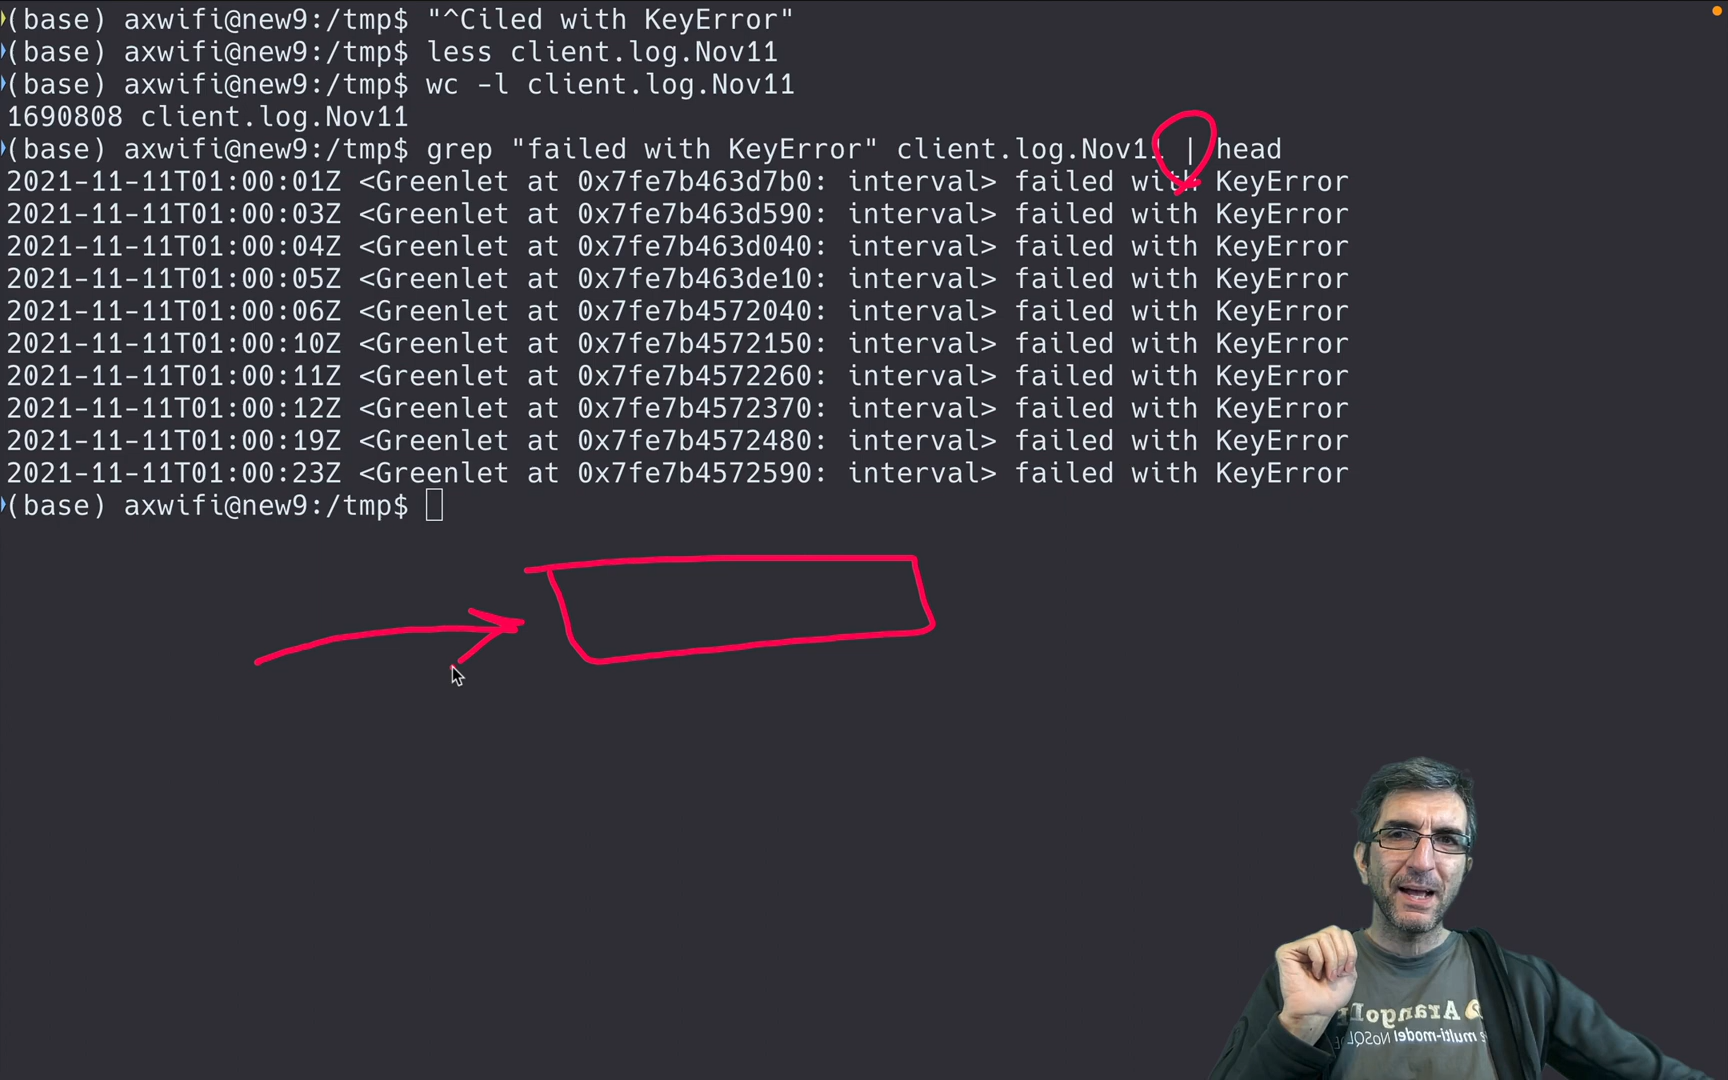 (base) axwifi@new9:/tmp$ "^Ciled with KeyError"
(base) axwifi@new9:/tmp$ less client.log.Nov11
(base) axwifi@new9:/tmp$ wc -l client.log.Nov11
1690808 client.log.Nov11
(base) axwifi@new9:/tmp$ grep "failed with KeyError" client.log.Nov11 | head
2021-11-11T01:00:01Z <Greenlet at 0x7fe7b463d7b0: interval> failed with KeyError
2021-11-11T01:00:03Z <Greenlet at 0x7fe7b463d590: interval> failed with KeyError
2021-11-11T01:00:04Z <Greenlet at 0x7fe7b463d040: interval> failed with KeyError
2021-11-11T01:00:05Z <Greenlet at 0x7fe7b463de10: interval> failed with KeyError
2021-11-11T01:00:06Z <Greenlet at 0x7fe7b4572040: interval> failed with KeyError
2021-11-11T01:00:10Z <Greenlet at 0x7fe7b4572150: interval> failed with KeyError
2021-11-11T01:00:11Z <Greenlet at 0x7fe7b4572260: interval> failed with KeyError
2021-11-11T01:00:12Z <Greenlet at 0x7fe7b4572370: interval> failed with KeyError
2021-11-11T01:00:19Z <Greenlet at 0x7fe7b4572480: interval> failed with KeyError
2021-11-11T01:00:23Z <Greenlet at 0x7fe7b4572590: interval> failed with KeyError
(base) axwifi@new9:/tmp$
multi-model